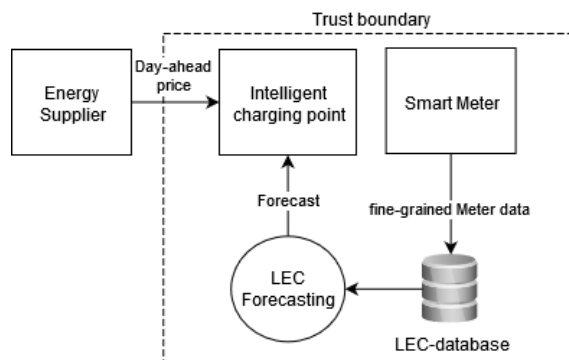 Trust boundary
Energy
Supplier
Day-ahead
price
Intelligent
charging point
Smart Meter
Forecast
fine-grained Meter data
LEC
Forecasting
LEC-database